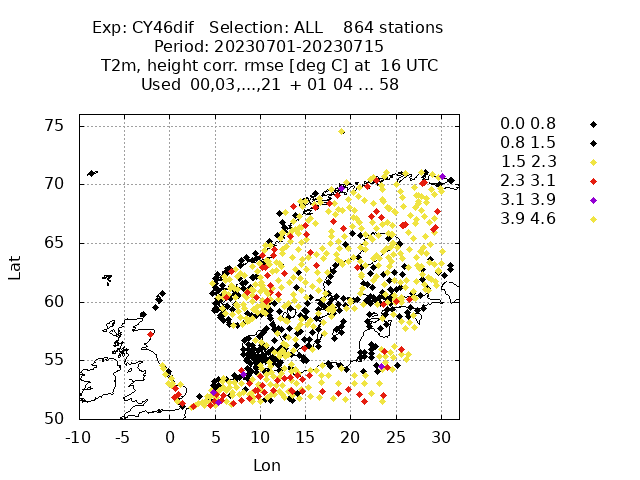 Exp: CY46dif   Selection: ALL    864 stations
Period: 20230701-20230715
T2m, height corr. rmse [deg C] at  16 UTC
Used  00,03,...,21  + 01 04 ... 58
0.0 0.8
0.8 1.5
1.5 2.3
2.3 3.1
3.1 3.9
3.9 4.6
75
70
65
60
55
50
Lat
-10 -5 0 5 10 15 20 25 30
Lon